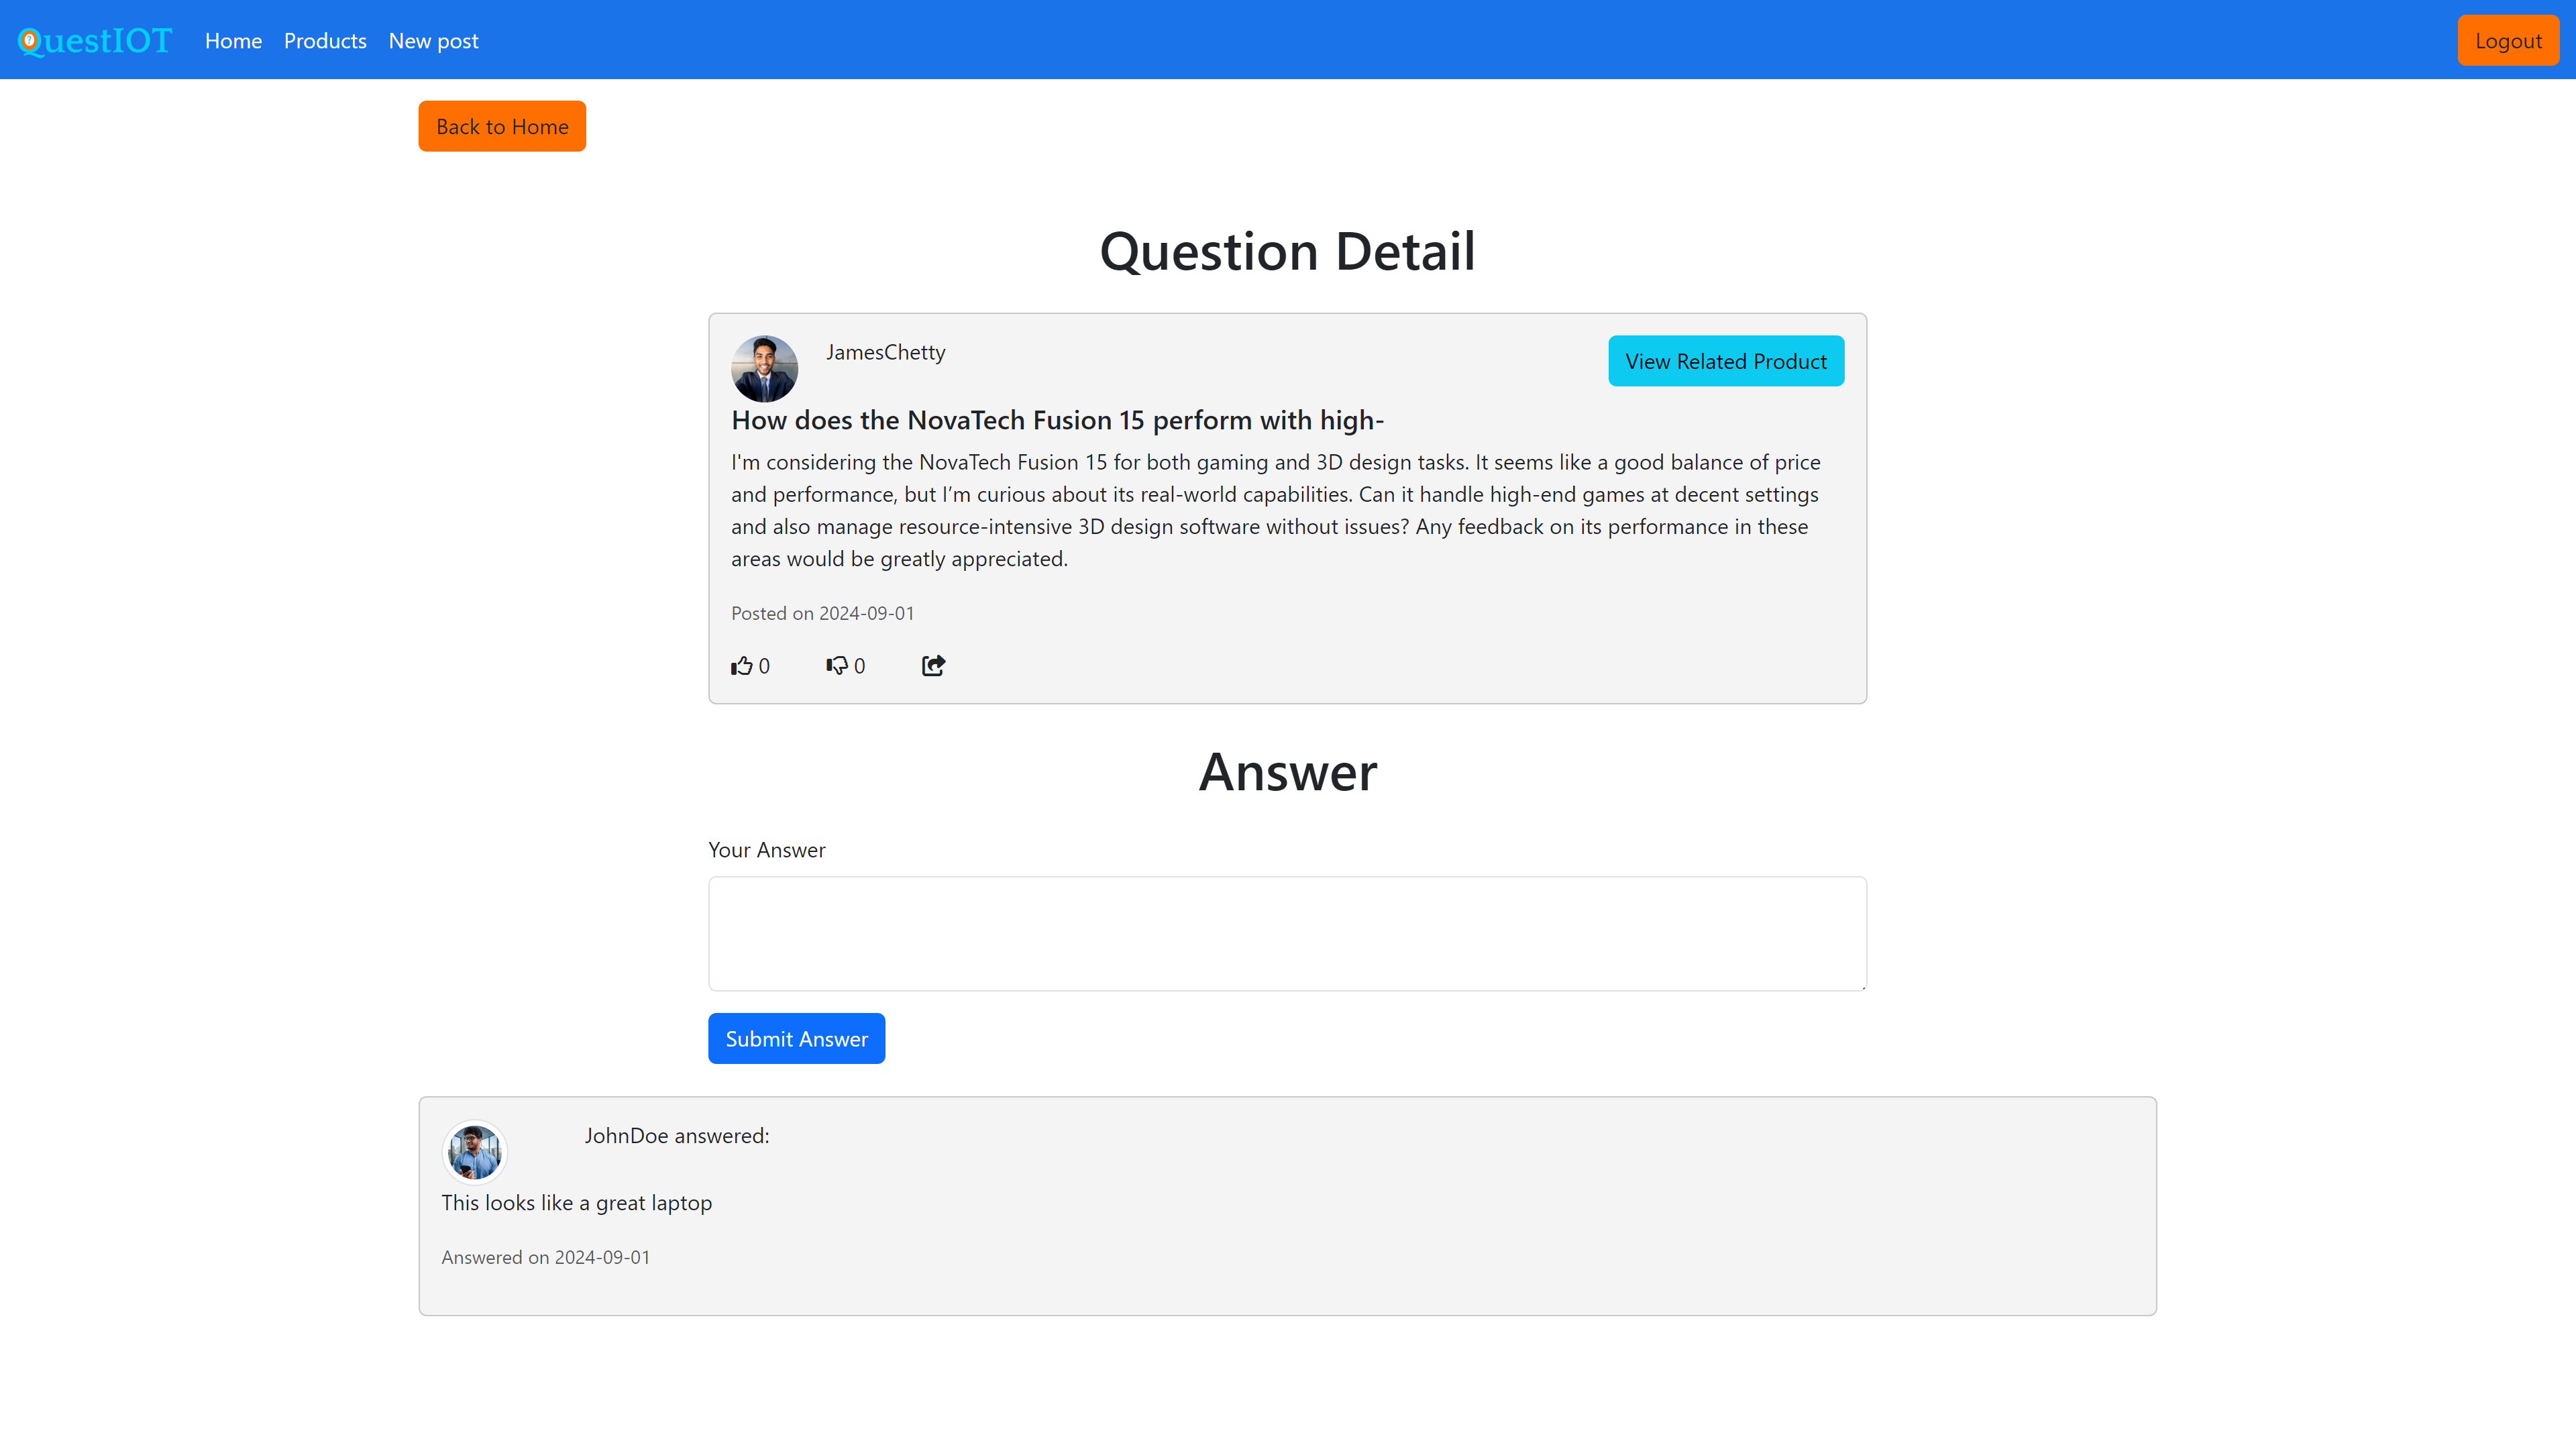 QuestIOT Home Products New post Logout
Back to Home
Question Detail
JamesChetty
View Related Product
How does the NovaTech Fusion 15 perform with high-
I'm considering the NovaTech Fusion 15 for both gaming and 3D design tasks. It seems like a good balance of price
and performance, but I’m curious about its real-world capabilities. Can it handle high-end games at decent settings
and also manage resource-intensive 3D design software without issues? Any feedback on its performance in these
areas would be greatly appreciated.
Posted on 2024-09-01
0 0
Answer
Your Answer
Submit Answer
JohnDoe answered:
This looks like a great laptop
Answered on 2024-09-01